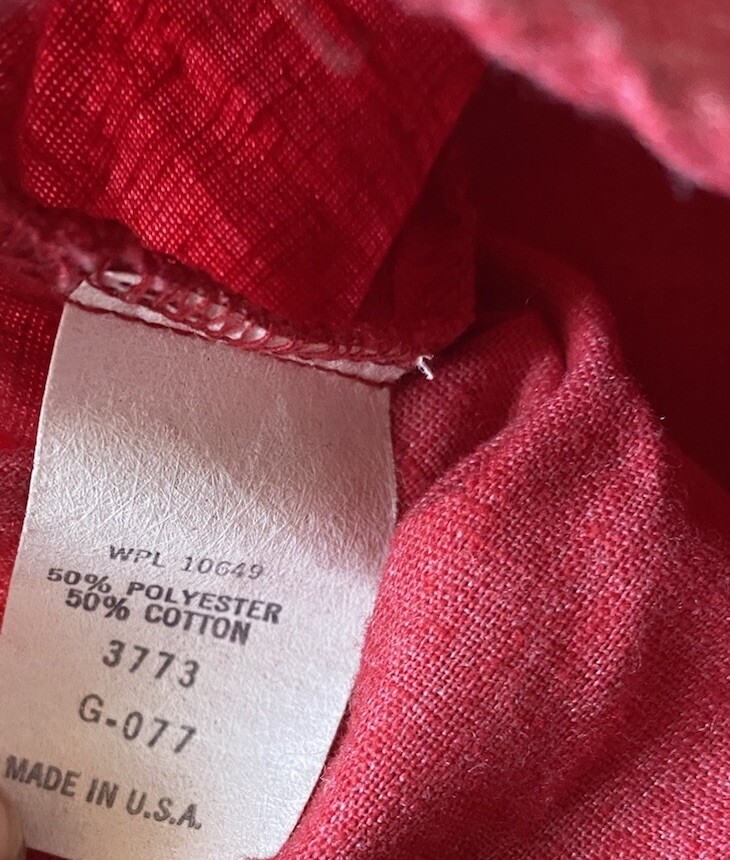 WPL 10649
50% POLYESTER
50% COTTON
3773
G-077
MADE IN U.S.A.